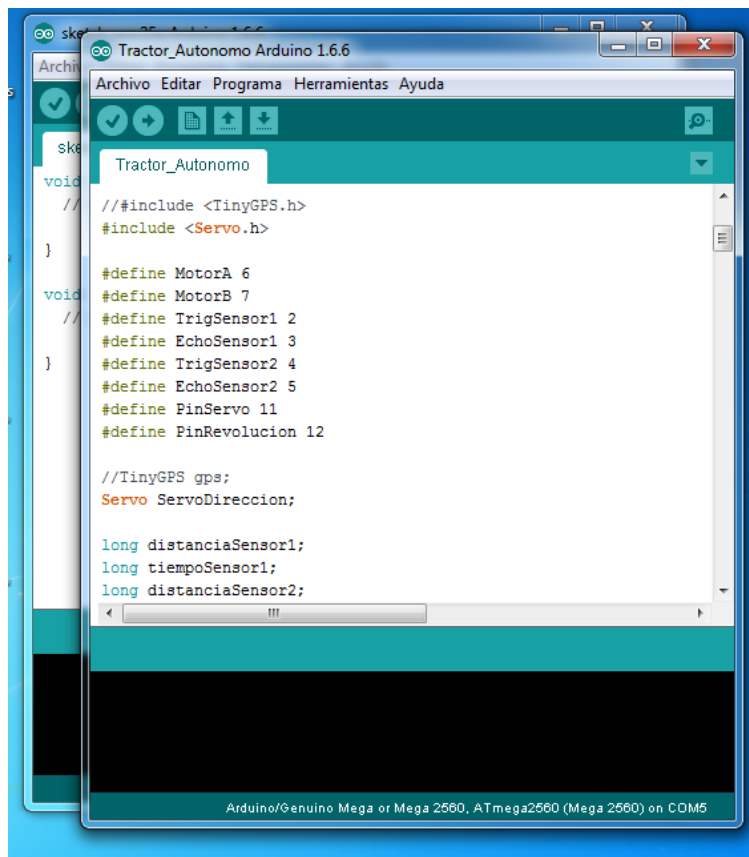 Tractor_Autonomo Arduino 1.6.6
Archivo Editar Programa Herramientas Ayuda
Tractor_Autonomo
//#include <TinyGPS.h>
#include <Servo.h>
#define MotorA 6
#define MotorB 7
#define TrigSensor1 2
#define EchoSensor1 3
#define TrigSensor2 4
#define EchoSensor2 5
#define PinServo 11
#define PinRevolucion 12
//TinyGPS gps;
Servo ServoDireccion;
long distanciaSensor1;
long tiempoSensor1;
long distanciaSensor2;
Arduino/Genuino Mega or Mega 2560, ATmega2560 (Mega 2560) on COM5
void
//
}
void
//
}